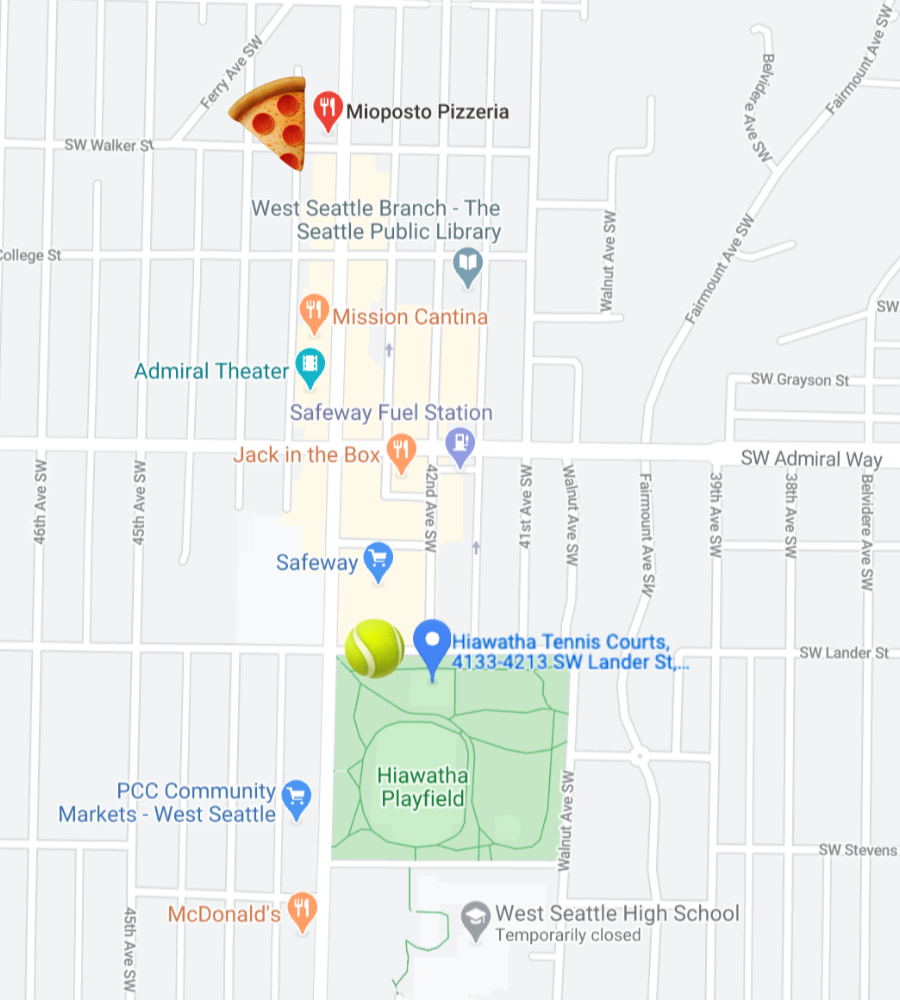 Ferry Ave SW
Belvidere Ave SW
Fairmount Ave SW
Mioposto Pizzeria
SW Walker St
West Seattle Branch - The
Seattle Public Library
College St
Walnut Ave SW
Fairmount Ave SW
SW
Mission Cantina
Admiral Theater
SW Grayson St
Safeway Fuel Station
Jack in the Box
SW Admiral Way
46th Ave SW
45th Ave SW
42nd Ave SW
41st Ave SW
Walnut Ave SW
Fairmount Ave SW
39th Ave SW
38th Ave SW
Belvidere Ave SW
Safeway
Hiawatha Tennis Courts,
4133-4213 SW Lander St,...
SW Lander St
Hiawatha
Playfield
PCC Community
Markets - West Seattle
Walnut Ave SW
SW Stevens
McDonald's
45th Ave SW
West Seattle High School
Temporarily closed